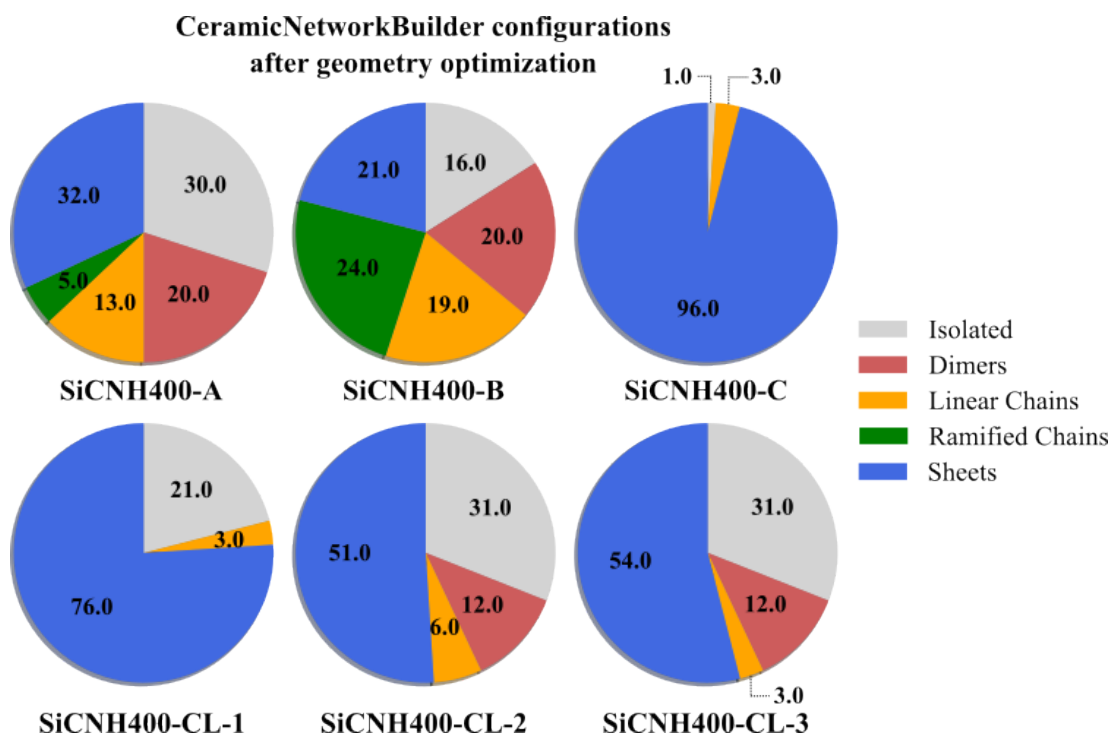 CeramicNetworkBuilder configurations
after geometry optimization
1.0
3.0
32.0
30.0
5.0
13.0
20.0
SiCNH400-A
21.0
16.0
20.0
24.0
19.0
SiCNH400-B
96.0
SiCNH400-C
Isolated
Dimers
Linear Chains
Ramified Chains
Sheets
21.0
3.0
76.0
SiCNH400-CL-1
31.0
51.0
12.0
6.0
SiCNH400-CL-2
31.0
54.0
12.0
3.0
SiCNH400-CL-3